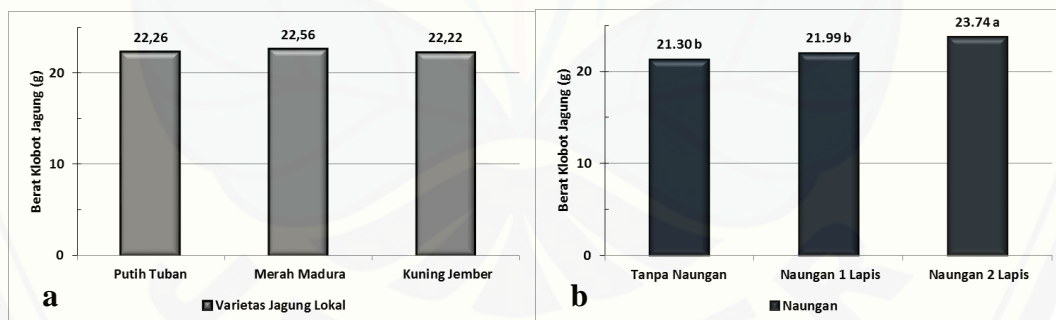 Berat Klobot Jagung (g)
20
10
0
22,26
22,56
22,22
Putih Tuban
Merah Madura
Kuning Jember
a
Varietas Jagung Lokal
Berat Klobot Jagung (g)
20
10
0
21.30 b
21.99 b
23.74 a
Tanpa Naungan
Naungan 1 Lapis
Naungan 2 Lapis
b
Naungan